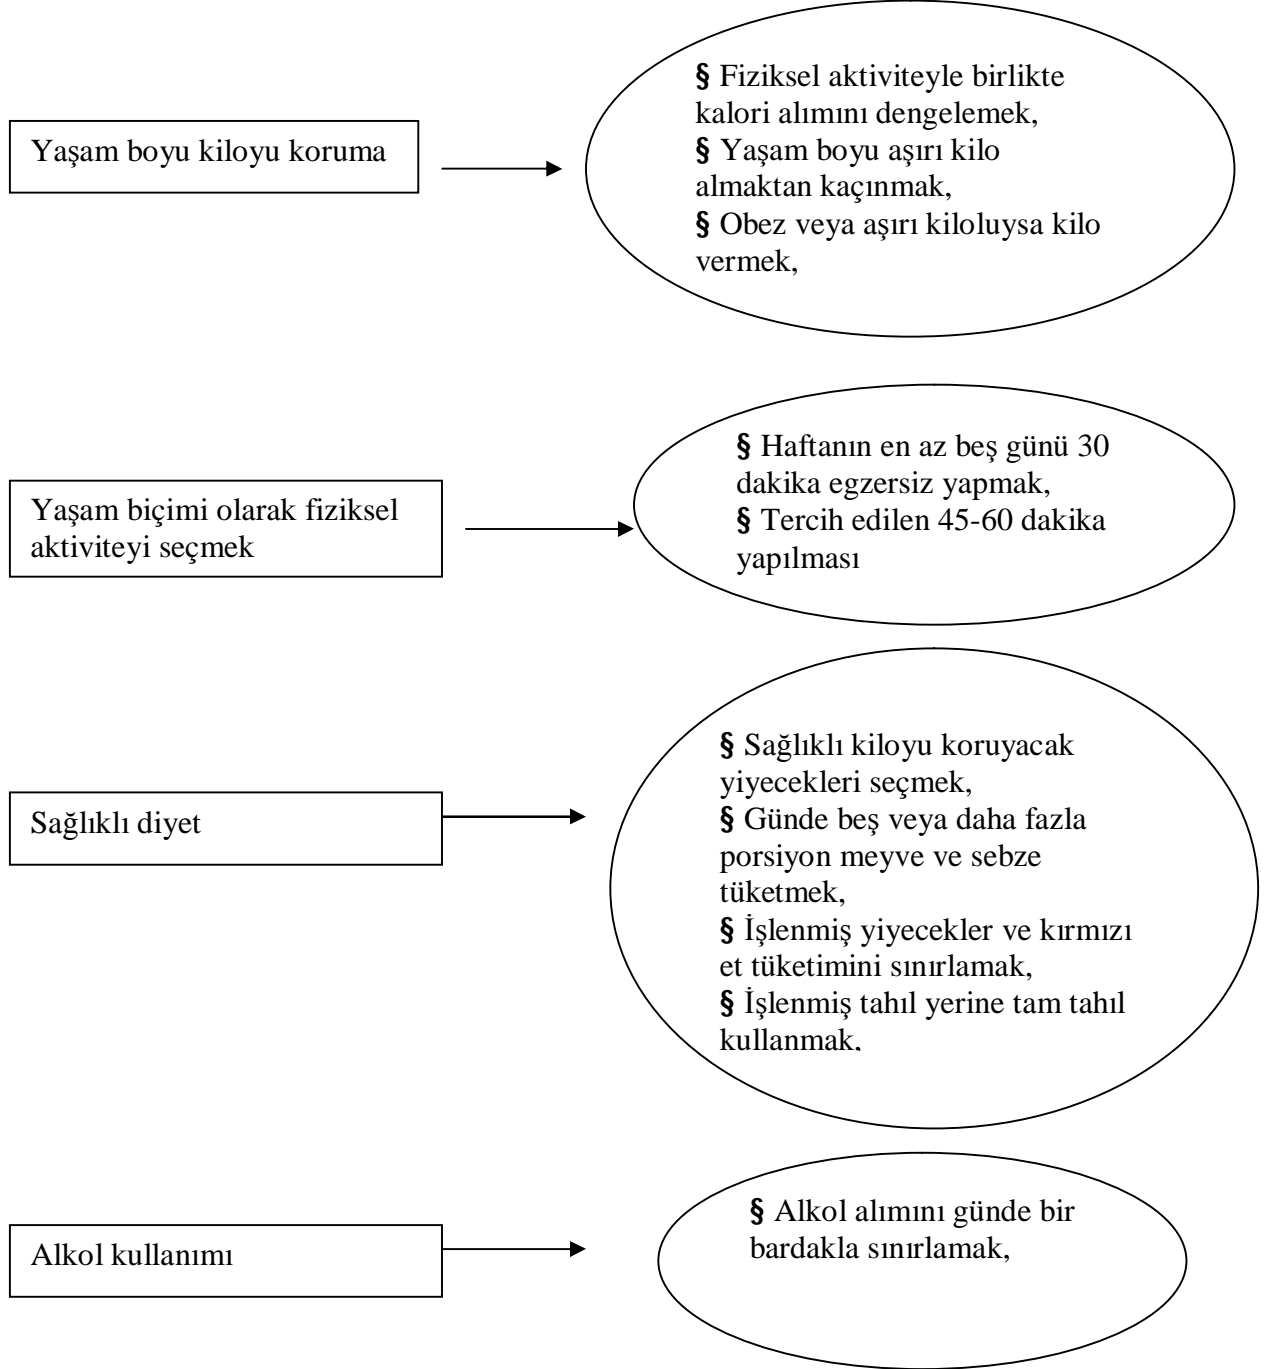 Yaşam boyu kiloyu koruma
§ Fiziksel aktiviteyle birlikte
kalori alımını dengelemek,
§ Yaşam boyu aşırı kilo
almaktan kaçınmak,
§ Obez veya aşırı kiloluysa kilo
vermek,
Yaşam biçimi olarak fiziksel
aktiviteyi seçmek
§ Haftanın en az beş günü 30
dakika egzersiz yapmak,
§ Tercih edilen 45-60 dakika
yapılması
Sağlıklı diyet
§ Sağlıklı kiloyu koruyacak
yiyecekleri seçmek,
§ Günde beş veya daha fazla
porsiyon meyve ve sebze
tüketmek,
§ İşlenmiş yiyecekler ve kırmızı
et tüketimini sınırlamak,
§ İşlenmiş tahıl yerine tam tahıl
kullanmak,
Alkol kullanımı
§ Alkol alımını günde bir
bardakla sınırlamak,